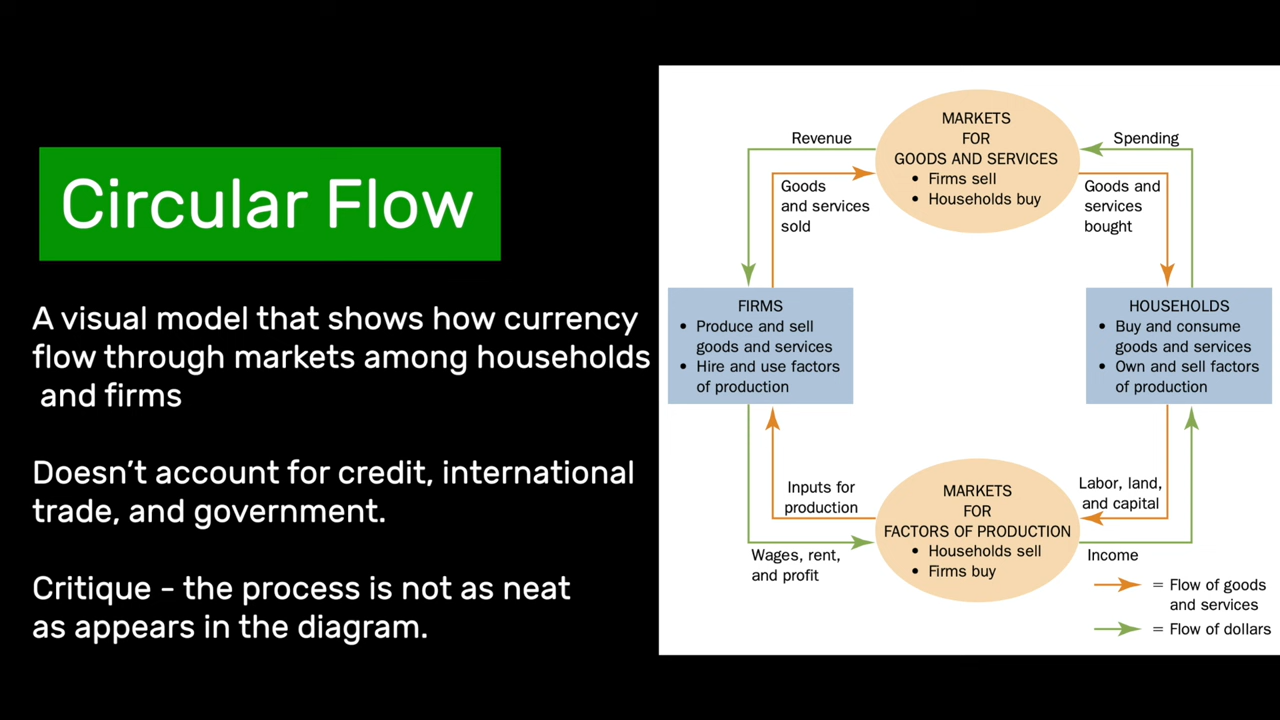 Circular Flow
A visual model that shows how currency
flow through markets among households
and firms
Doesn't account for credit, international
trade, and government.
Critique - the process is not as neat
as appears in the diagram.
MARKETS
FOR
GOODS AND SERVICES
• Firms sell
• Households buy
Revenue
Goods
and services
sold
Spending
Goods and
services
bought
FIRMS
• Produce and sell
goods and services
• Hire and use factors
of production
HOUSEHOLDS
• Buy and consume
goods and services
• Own and sell factors
of production
Inputs for
production
Wages, rent,
and profit
MARKETS
FOR
FACTORS OF PRODUCTION
• Households sell
• Firms buy
Labor, land,
and capital
Income
= Flow of goods
and services
= Flow of dollars